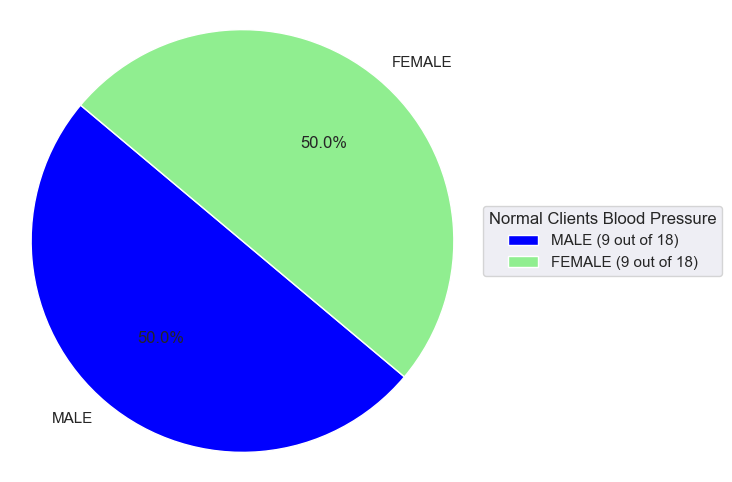 FEMALE
50.0%
Normal Clients Blood Pressure
MALE (9 out of 18)
FEMALE (9 out of 18)
50.0%
MALE